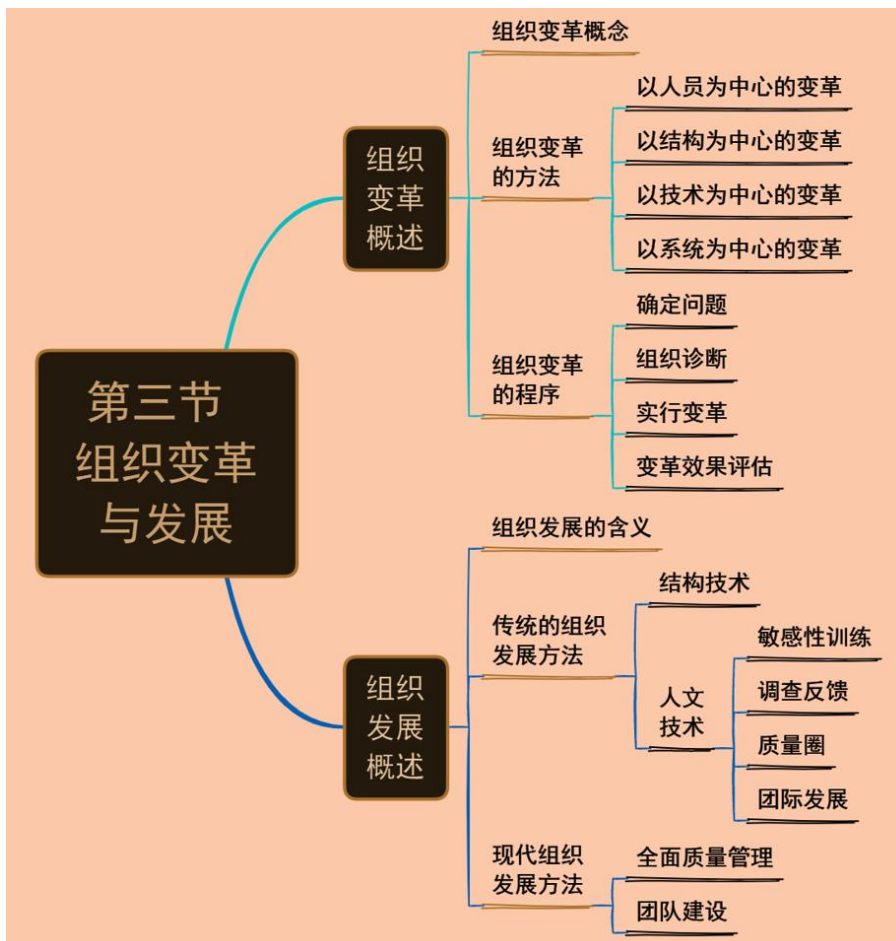 第三节
组织变革
与发展
组织
变革
概述
组织变革概念
组织变革
的方法
以人员为中心的变革
以结构为中心的变革
以技术为中心的变革
以系统为中心的变革
组织变革
的程序
确定问题
组织诊断
实行变革
变革效果评估
组织
发展
概述
组织发展的含义
传统的组织
发展方法
结构技术
人文
技术
敏感性训练
调查反馈
质量圈
团际发展
现代组织
发展方法
全面质量管理
团队建设